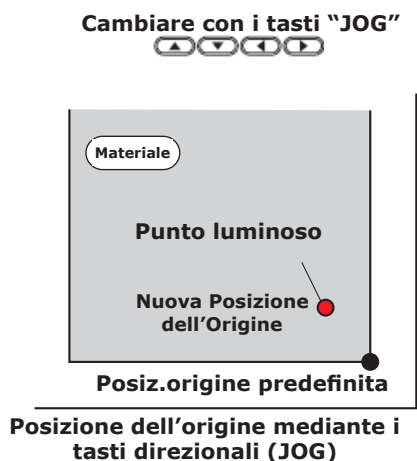 Cambiare con i tasti “JOG”
Materiale
Punto luminoso
Nuova Posizione
dell’Origine
Posiz.origine predefinita
Posizione dell’origine mediante i
tasti direzionali (JOG)